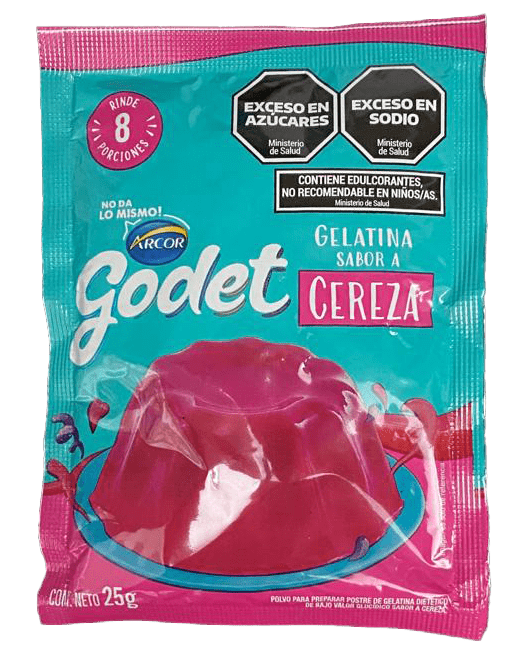 RINDE
8
PORCIONES
EXCESO EN
AZÚCARES
Ministerio
de Salud
EXCESO EN
SODIO
Ministerio
de Salud
CONTIENE EDULCORANTES,
NO RECOMENDABLE EN NIÑOS/AS.
Ministerio de Salud
NO DA
LO MISMO!
ARCOR
Godet
GELATINA
SABOR A
CEREZA
CONT. NETO 25g
POLVO PARA PREPARAR POSTRE DE GELATINA DIETÉTICO
DE BAJO VALOR GLUCÍDICO SABOR A CEREZA